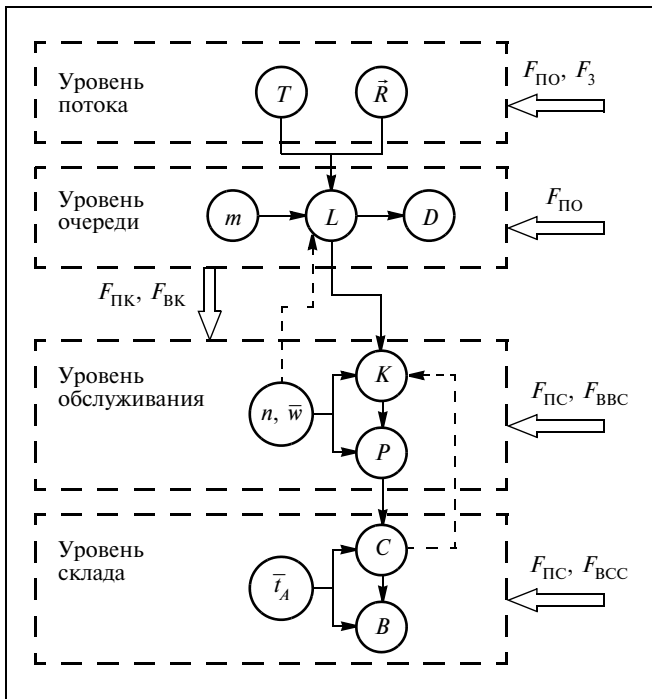 Уровень
потока
T
R⃗
F_ПО, F_З
Уровень
очереди
m
L
D
F_ПО
F_ПК, F_ВК
Уровень
обслуживания
K
n, w̅
P
F_ПС, F_ВВС
Уровень
склада
C
t̅_A
B
F_ПС, F_ВСС